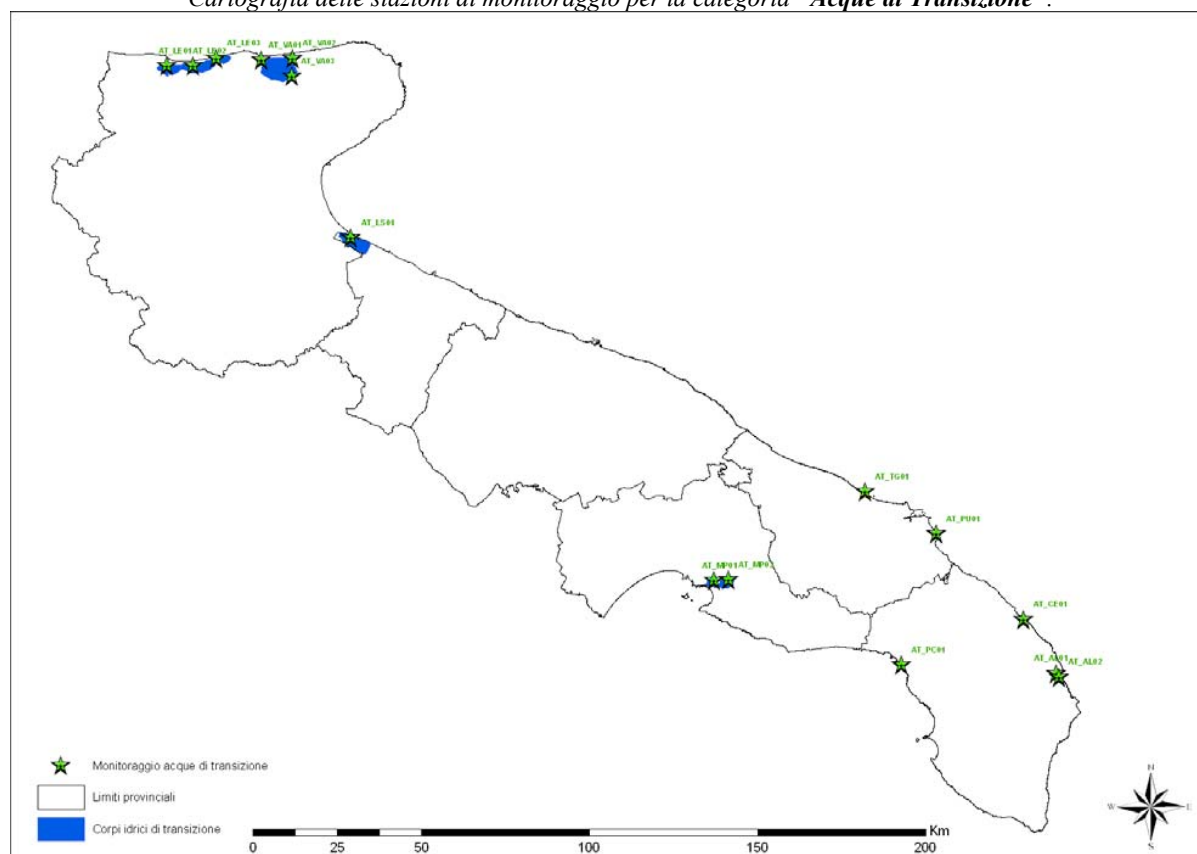 Cartografia delle stazioni di monitoraggio per la categoria "Acque di Transizione".
AT_LE01 AT_LE02 AT_LE03 AT_VA01 AT_VA02
AT_VA03
AT_LS01
AT_TG01
AT_PU01
AT_MP01 AT_MP02
AT_CE01
AT_PC01
AT_AL01 AT_AL02
Monitoraggio acque di transizione
Limiti provinciali
Corpi idrici di transizione
0 25 50 100 150 200 Km
N
W E
S